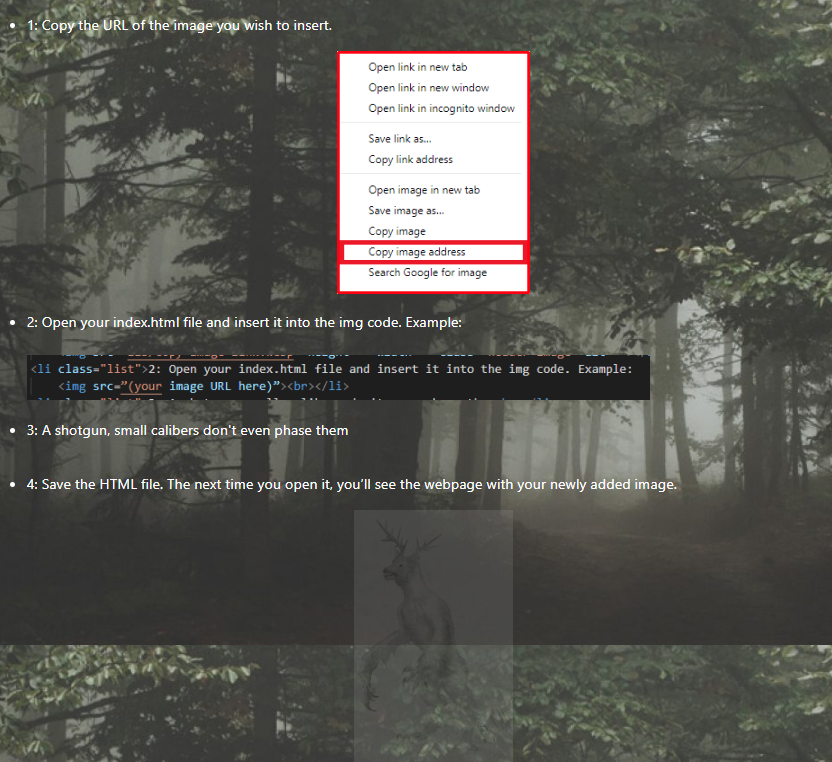 1: Copy the URL of the image you wish to insert.
Open link in new tab
Open link in new window
Open link in incognito window
Save link as...
Copy link address
Open image in new tab
Save image as...
Copy image
Copy image address
Search Google for image
2: Open your index.html file and insert it into the img code. Example:
<li class="list">2: Open your index.html file and insert it into the img code. Example:
<img src=”(your image URL here)”><br></li>
3: A shotgun, small calibers don't even phase them
4: Save the HTML file. The next time you open it, you’ll see the webpage with your newly added image.